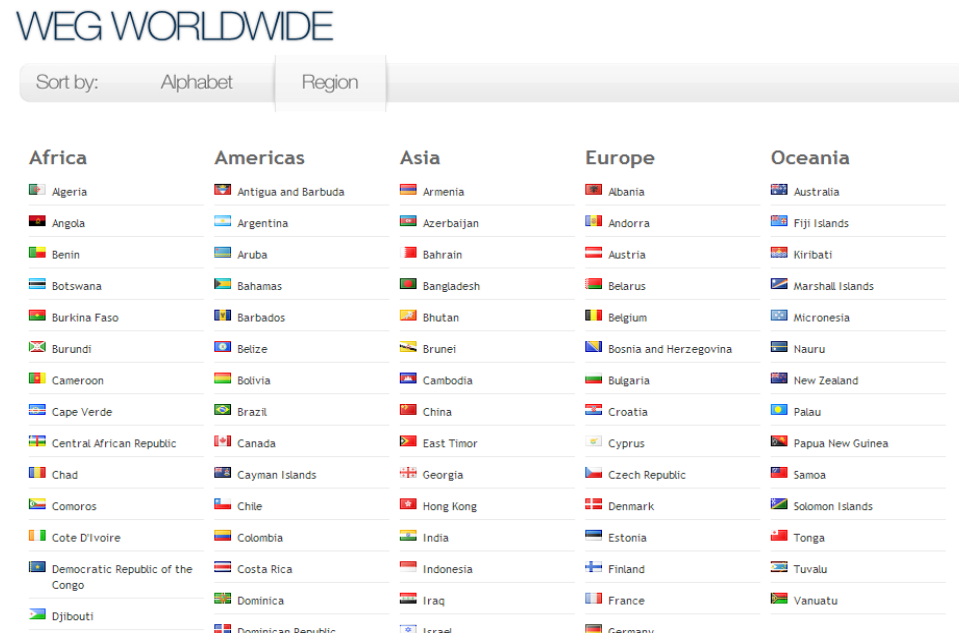 WEG WORLDWIDE
Sort by:
Alphabet
Region
Africa
Algeria
Angola
Benin
Botswana
Burkina Faso
Burundi
Cameroon
Cape Verde
Central African Republic
Chad
Comoros
Cote D'Ivoire
Democratic Republic of the
Congo
Djibouti
Americas
Antigua and Barbuda
Argentina
Aruba
Bahamas
Barbados
Belize
Bolivia
Brazil
Canada
Cayman Islands
Chile
Colombia
Costa Rica
Dominica
Dominican Republic
Asia
Armenia
Azerbaijan
Bahrain
Bangladesh
Bhutan
Brunei
Cambodia
China
East Timor
Georgia
Hong Kong
India
Indonesia
Iraq
Israel
Europe
Albania
Andorra
Austria
Belarus
Belgium
Bosnia and Herzegovina
Bulgaria
Croatia
Cyprus
Czech Republic
Denmark
Estonia
Finland
France
Germany
Oceania
Australia
Fiji Islands
Kiribati
Marshall Islands
Micronesia
Nauru
New Zealand
Palau
Papua New Guinea
Samoa
Solomon Islands
Tonga
Tuvalu
Vanuatu